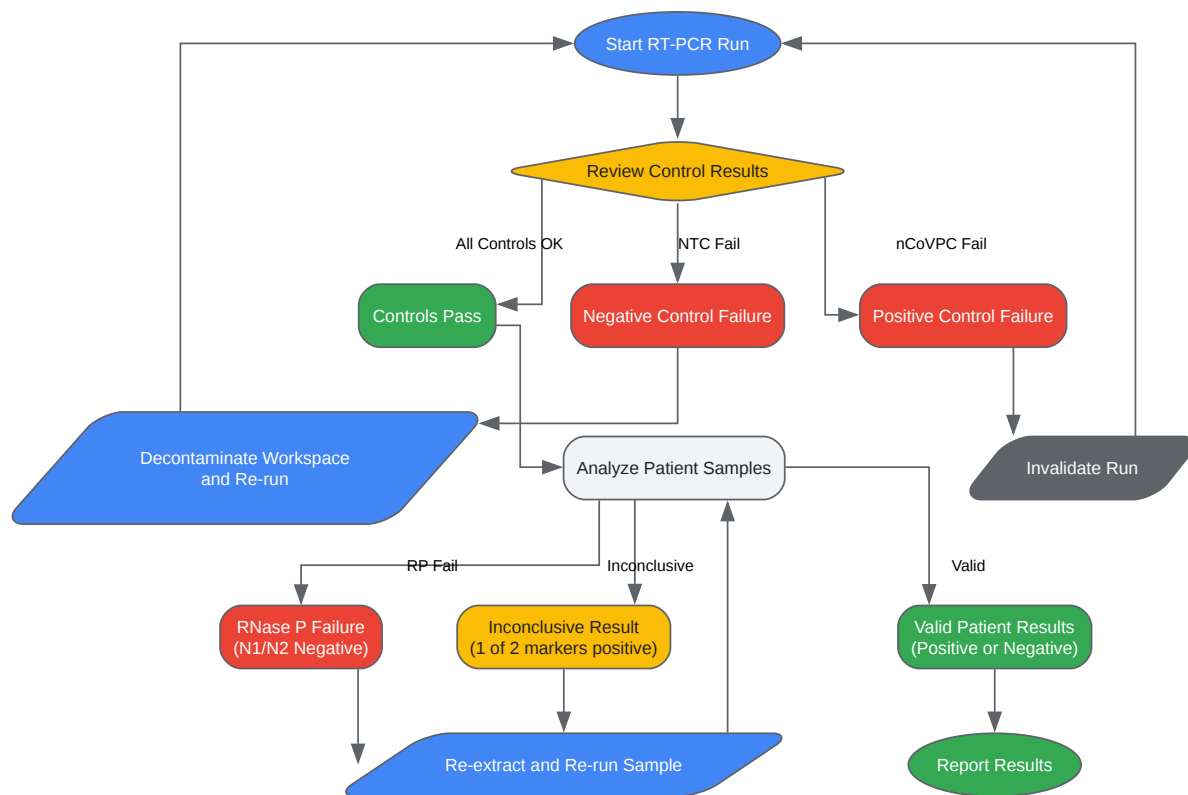 Start RT-PCR Run
Review Control Results
All Controls OK
NTC Fail
nCoVPC Fail
Controls Pass
Negative Control Failure
Positive Control Failure
Decontaminate Workspace
and Re-run
Analyze Patient Samples
Invalidate Run
RP Fail
Inconclusive
Valid
RNase P Failure
(N1/N2 Negative)
Inconclusive Result
(1 of 2 markers positive)
Valid Patient Results
(Positive or Negative)
Re-extract and Re-run Sample
Report Results